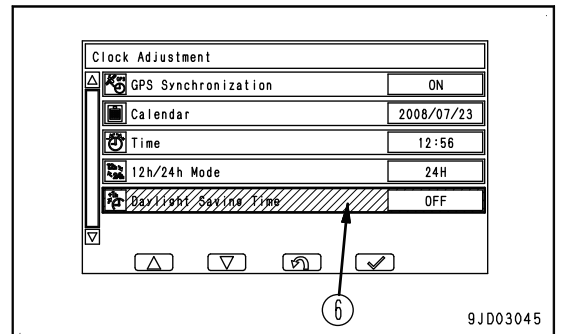 Clock Adjustment
GPS Synchronization ON
Calendar 2008/07/23
Time 12:56
12h/24h Mode 24H
Daylight Saving Time OFF
6
9JD03045